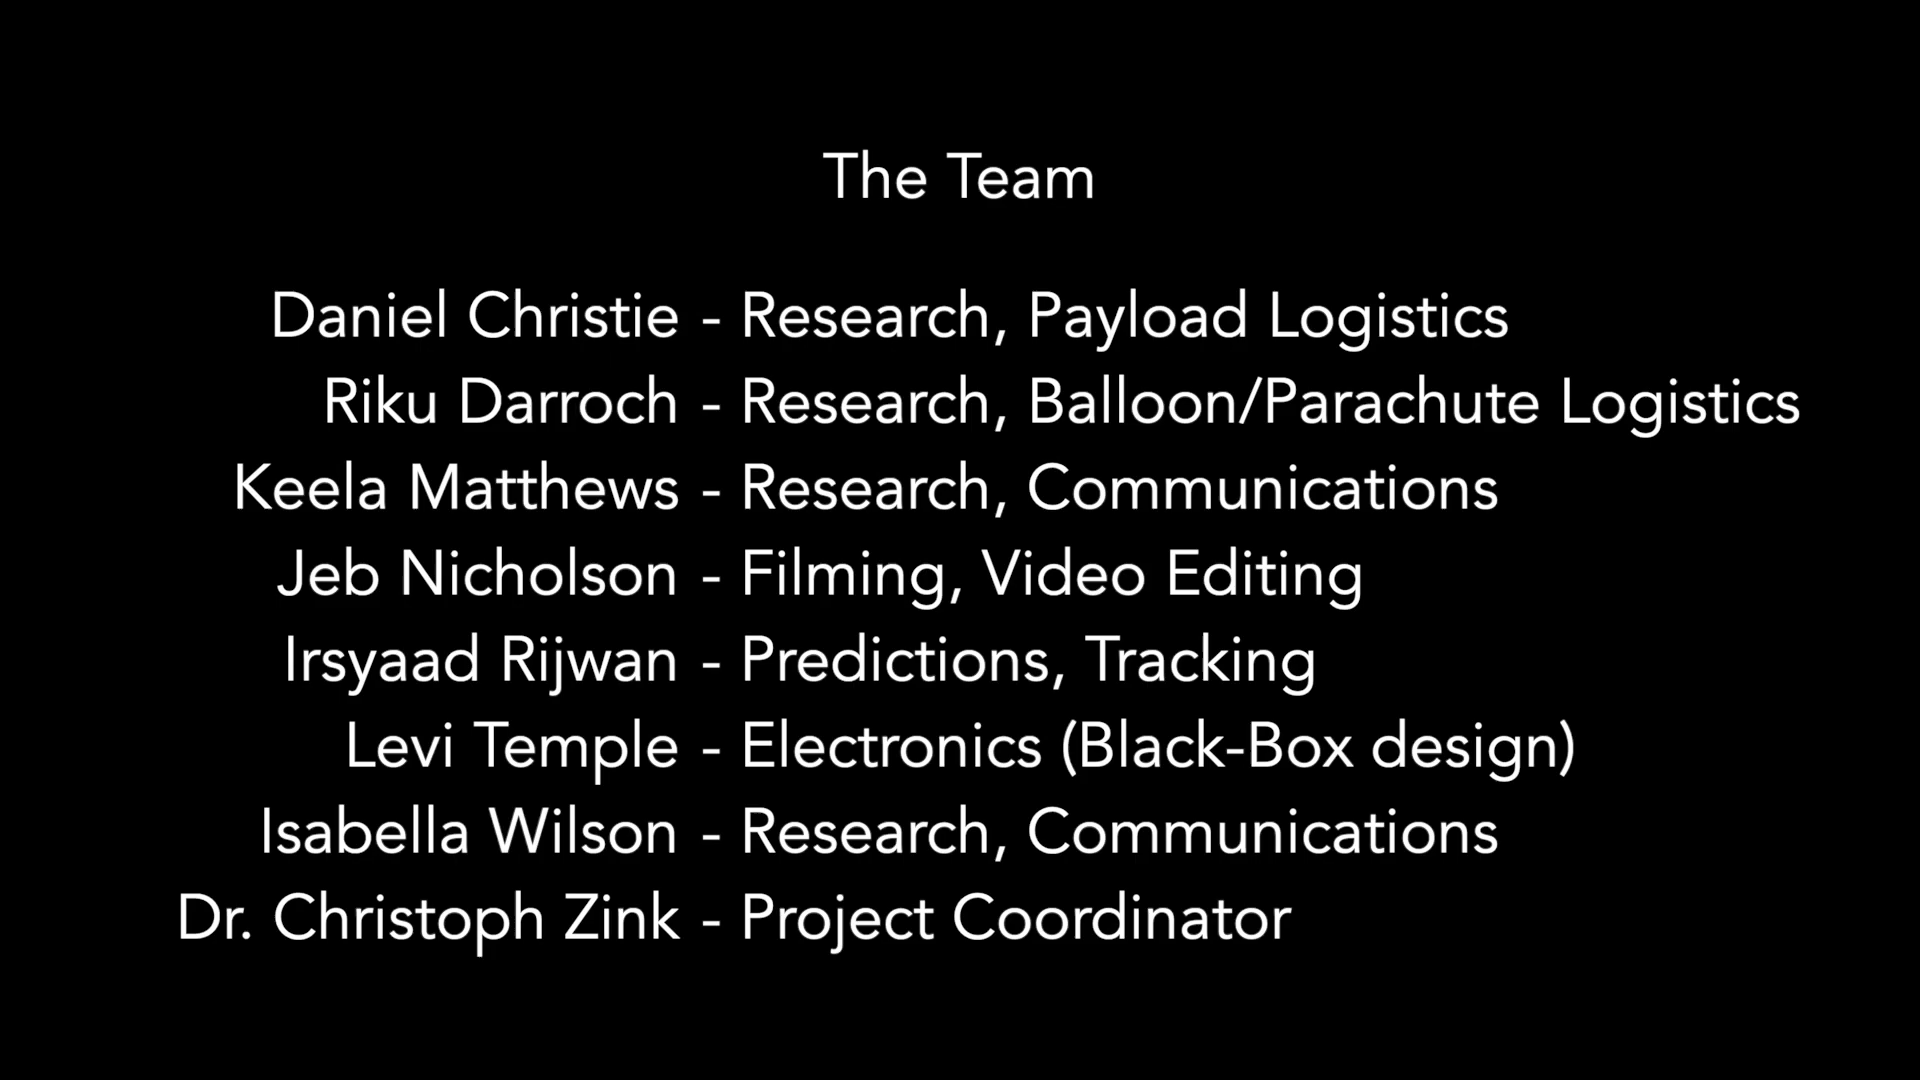 The Team
Daniel Christie - Research, Payload Logistics
Riku Darroch - Research, Balloon/Parachute Logistics
Keela Matthews - Research, Communications
Jeb Nicholson - Filming, Video Editing
Irsyaad Rijwan - Predictions, Tracking
Levi Temple - Electronics (Black-Box design)
Isabella Wilson - Research, Communications
Dr. Christoph Zink - Project Coordinator